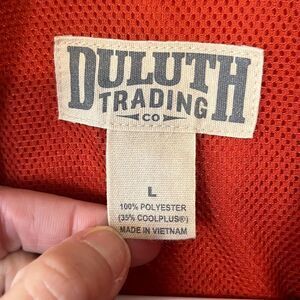 DULUTH
TRADING
CO
L
100% POLYESTER
(35% COOLPLUS®)
MADE IN VIETNAM